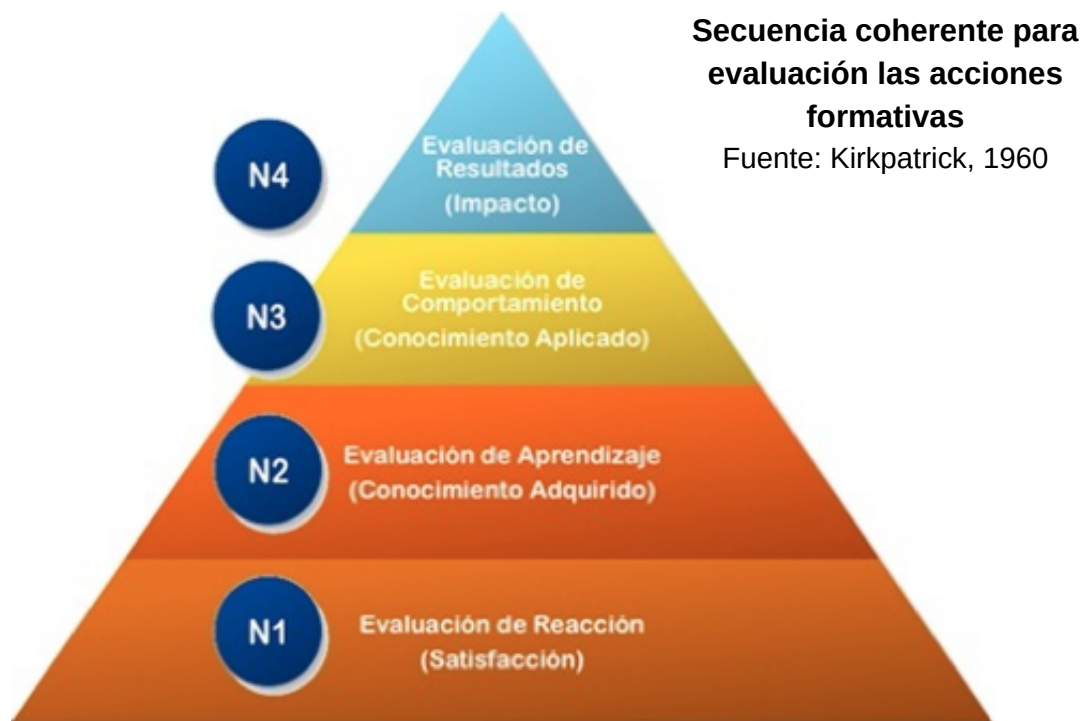 Secuencia coherente para
evaluación las acciones
formativas
Fuente: Kirkpatrick, 1960
N4
Evaluación de
Resultados
(Impacto)
N3
Evaluación de
Comportamiento
(Conocimiento Aplicado)
N2
Evaluación de Aprendizaje
(Conocimiento Adquirido)
N1
Evaluación de Reacción
(Satisfacción)